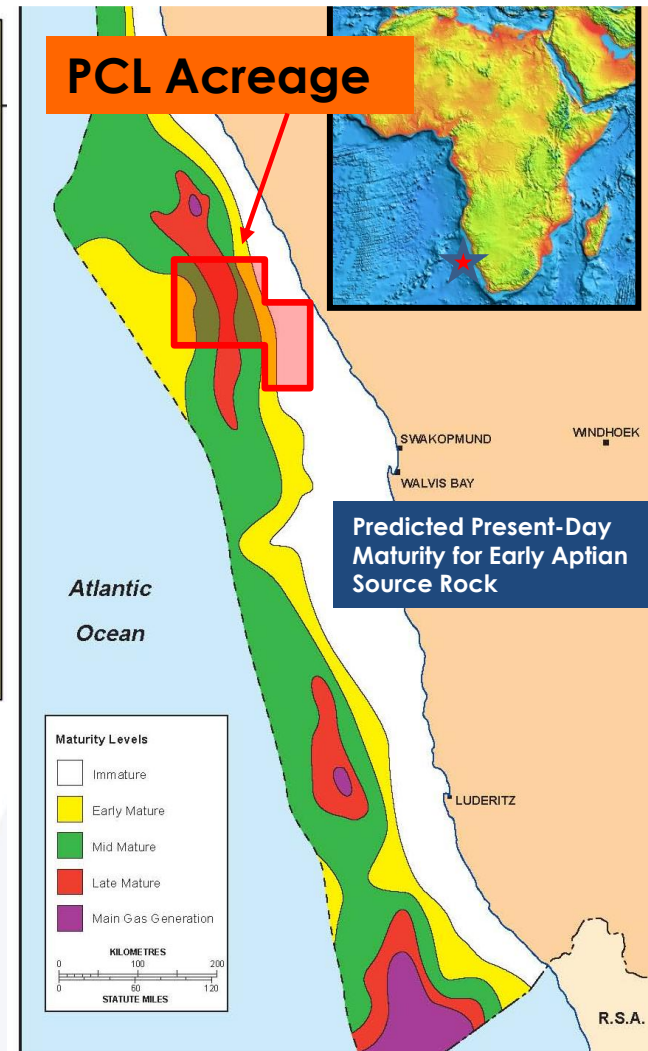 PCL Acreage
SWAKOPMUND
WINDHOEK
WALVIS BAY
Predicted Present-Day
Maturity for Early Aptian
Source Rock
Atlantic
Ocean
Maturity Levels
Immature
Early Mature
Mid Mature
Late Mature
Main Gas Generation
KILOMETRES
0 100 200
0 60 120
STATUTE MILES
LUDERITZ
R.S.A.